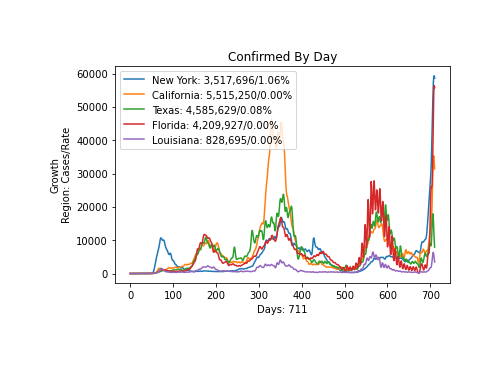 Confirmed By Day
60000
50000
40000
30000
20000
10000
0
Growth
Region: Cases/Rate
New York: 3,517,696/1.06%
California: 5,515,250/0.00%
Texas: 4,585,629/0.08%
Florida: 4,209,927/0.00%
Louisiana: 828,695/0.00%
0 100 200 300 400 500 600 700
Days: 711